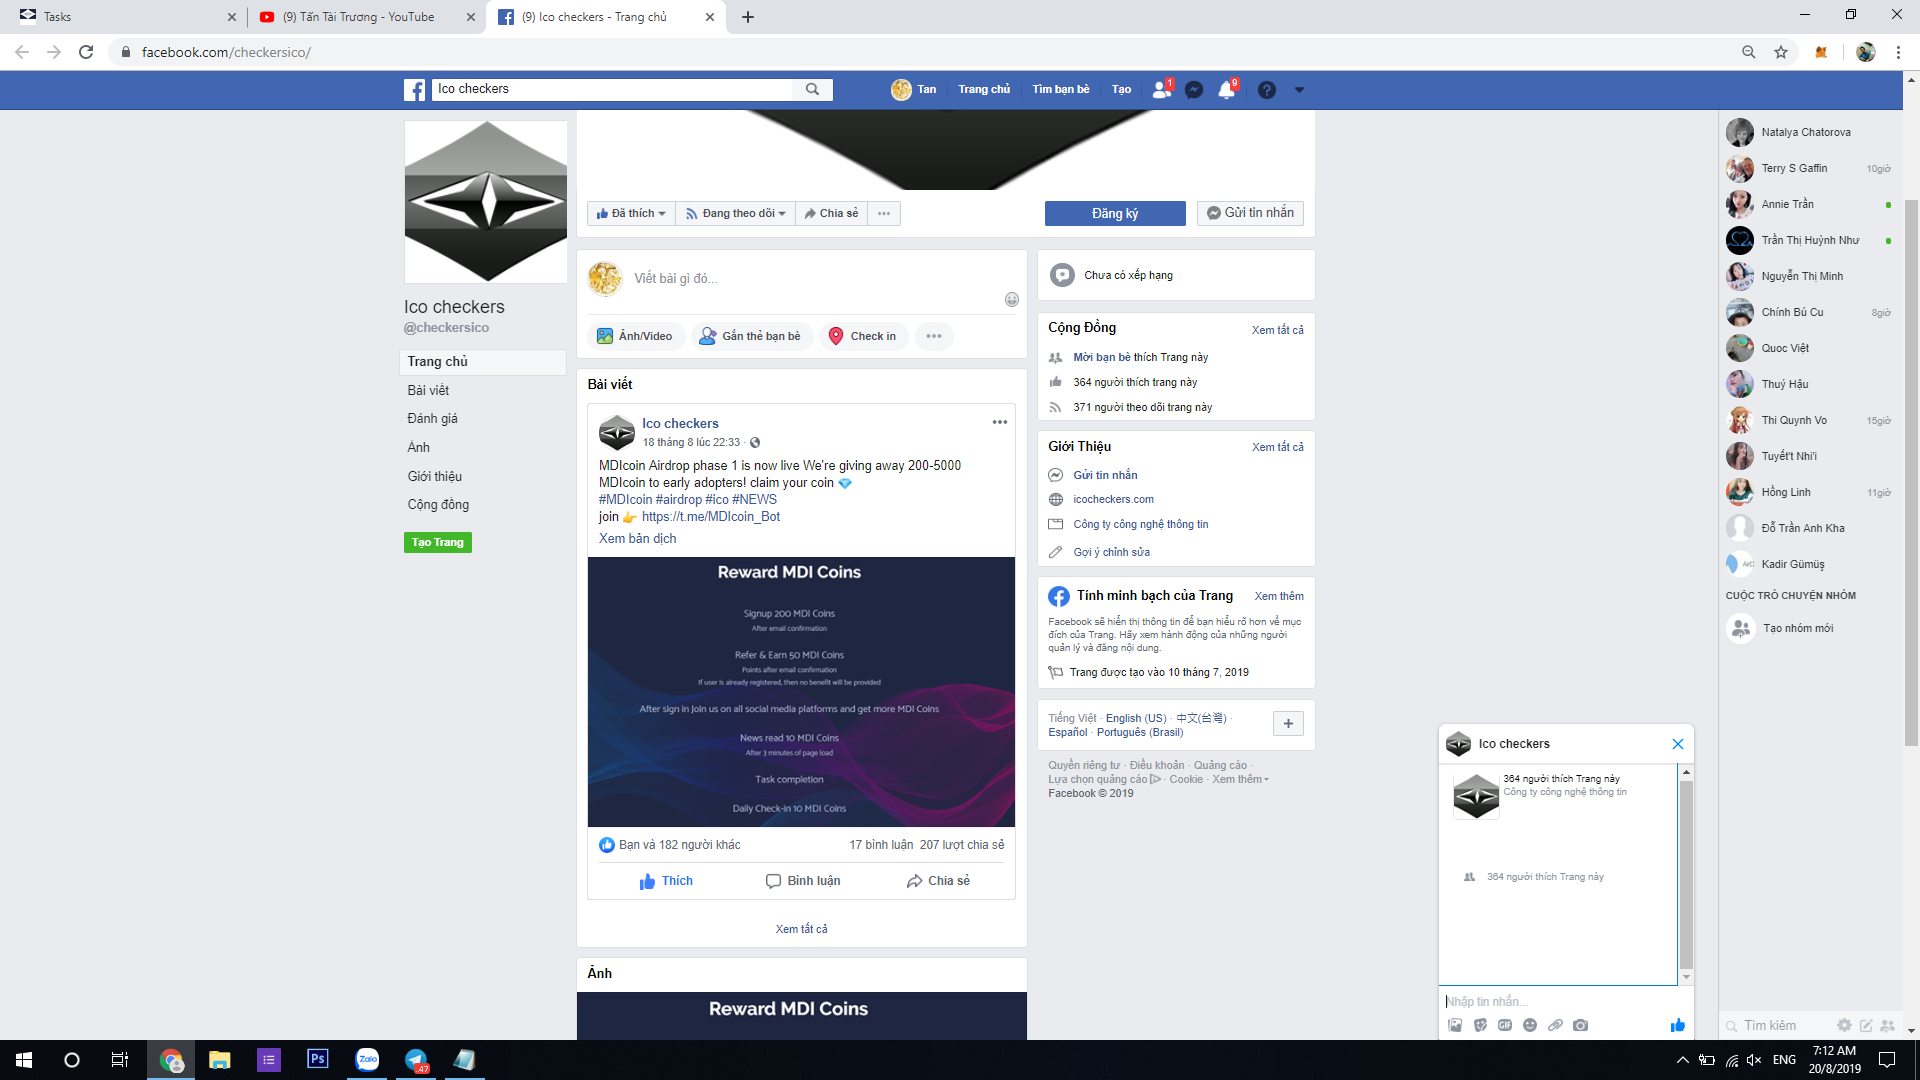 Tasks
(9) Tấn Tài Trương - YouTube
(9) Ico checkers - Trang chủ
facebook.com/checkersico/
Ico checkers
Tan
Trang chủ
Tìm bạn bè
Tạo
1
9
Đã thích
Đang theo dõi
Chia sẻ
Đăng ký
Gửi tin nhắn
Ico checkers
@checkersico
Trang chủ
Bài viết
Đánh giá
Ảnh
Giới thiệu
Cộng đồng
Tạo Trang
Viết bài gì đó...
Ảnh/Video
Gắn thẻ bạn bè
Check in
Bài viết
Ico checkers
18 tháng 8 lúc 22:33 ·
MDIcoin Airdrop phase 1 is now live We're giving away 200-5000
MDIcoin to early adopters! claim your coin 💎
#MDIcoin #airdrop #ico #NEWS
join 👉 https://t.me/MDIcoin_Bot
Xem bản dịch
Reward MDI Coins
Signup 200 MDI Coins
After email confirmation
Refer & Earn 50 MDI Coins
Points after email confirmation
If user is already registered, then no benefit will be provided
After sign in Join us on all social media platforms and get more MDI Coins
News read 10 MDI Coins
After 3 minutes of page load
Task completion
Daily Check-in 10 MDI Coins
Bạn và 182 người khác
17 bình luận 207 lượt chia sẻ
Thích
Bình luận
Chia sẻ
Xem tất cả
Ảnh
Reward MDI Coins
Chưa có xếp hạng
Cộng Đồng
Xem tất cả
Mời bạn bè thích Trang này
364 người thích trang này
371 người theo dõi trang này
Giới Thiệu
Xem tất cả
Gửi tin nhắn
icocheckers.com
Công ty công nghệ thông tin
Gợi ý chỉnh sửa
Tính minh bạch của Trang
Xem thêm
Facebook sẽ hiển thị thông tin để bạn hiểu rõ hơn về mục
đích của Trang. Hãy xem hành động của những người
quản lý và đăng nội dung.
Trang được tạo vào 10 tháng 7, 2019
Tiếng Việt · English (US) · 中文(台灣) ·
Español · Português (Brasil)
Quyền riêng tư · Điều khoản · Quảng cáo ·
Lựa chọn quảng cáo · Cookie · Xem thêm
Facebook © 2019
Natalya Chatorova
Terry S Gaffin 10giờ
Annie Trần
Trần Thị Huỳnh Như
Nguyễn Thị Minh
Chính Bú Cu 8giờ
Quoc Việt
Thuý Hậu
Thi Quynh Vo 15giờ
Tuyết't Nhi'i
Hồng Linh 11giờ
Đỗ Trần Anh Kha
Kadir Gümüş
CUỘC TRÒ CHUYỆN NHÓM
Tạo nhóm mới
Ico checkers
364 người thích Trang này
Công ty công nghệ thông tin
364 người thích Trang này
Nhập tin nhắn...
GIF
Tìm kiếm
Ps
Zalo
47
ENG
7:12 AM
20/8/2019